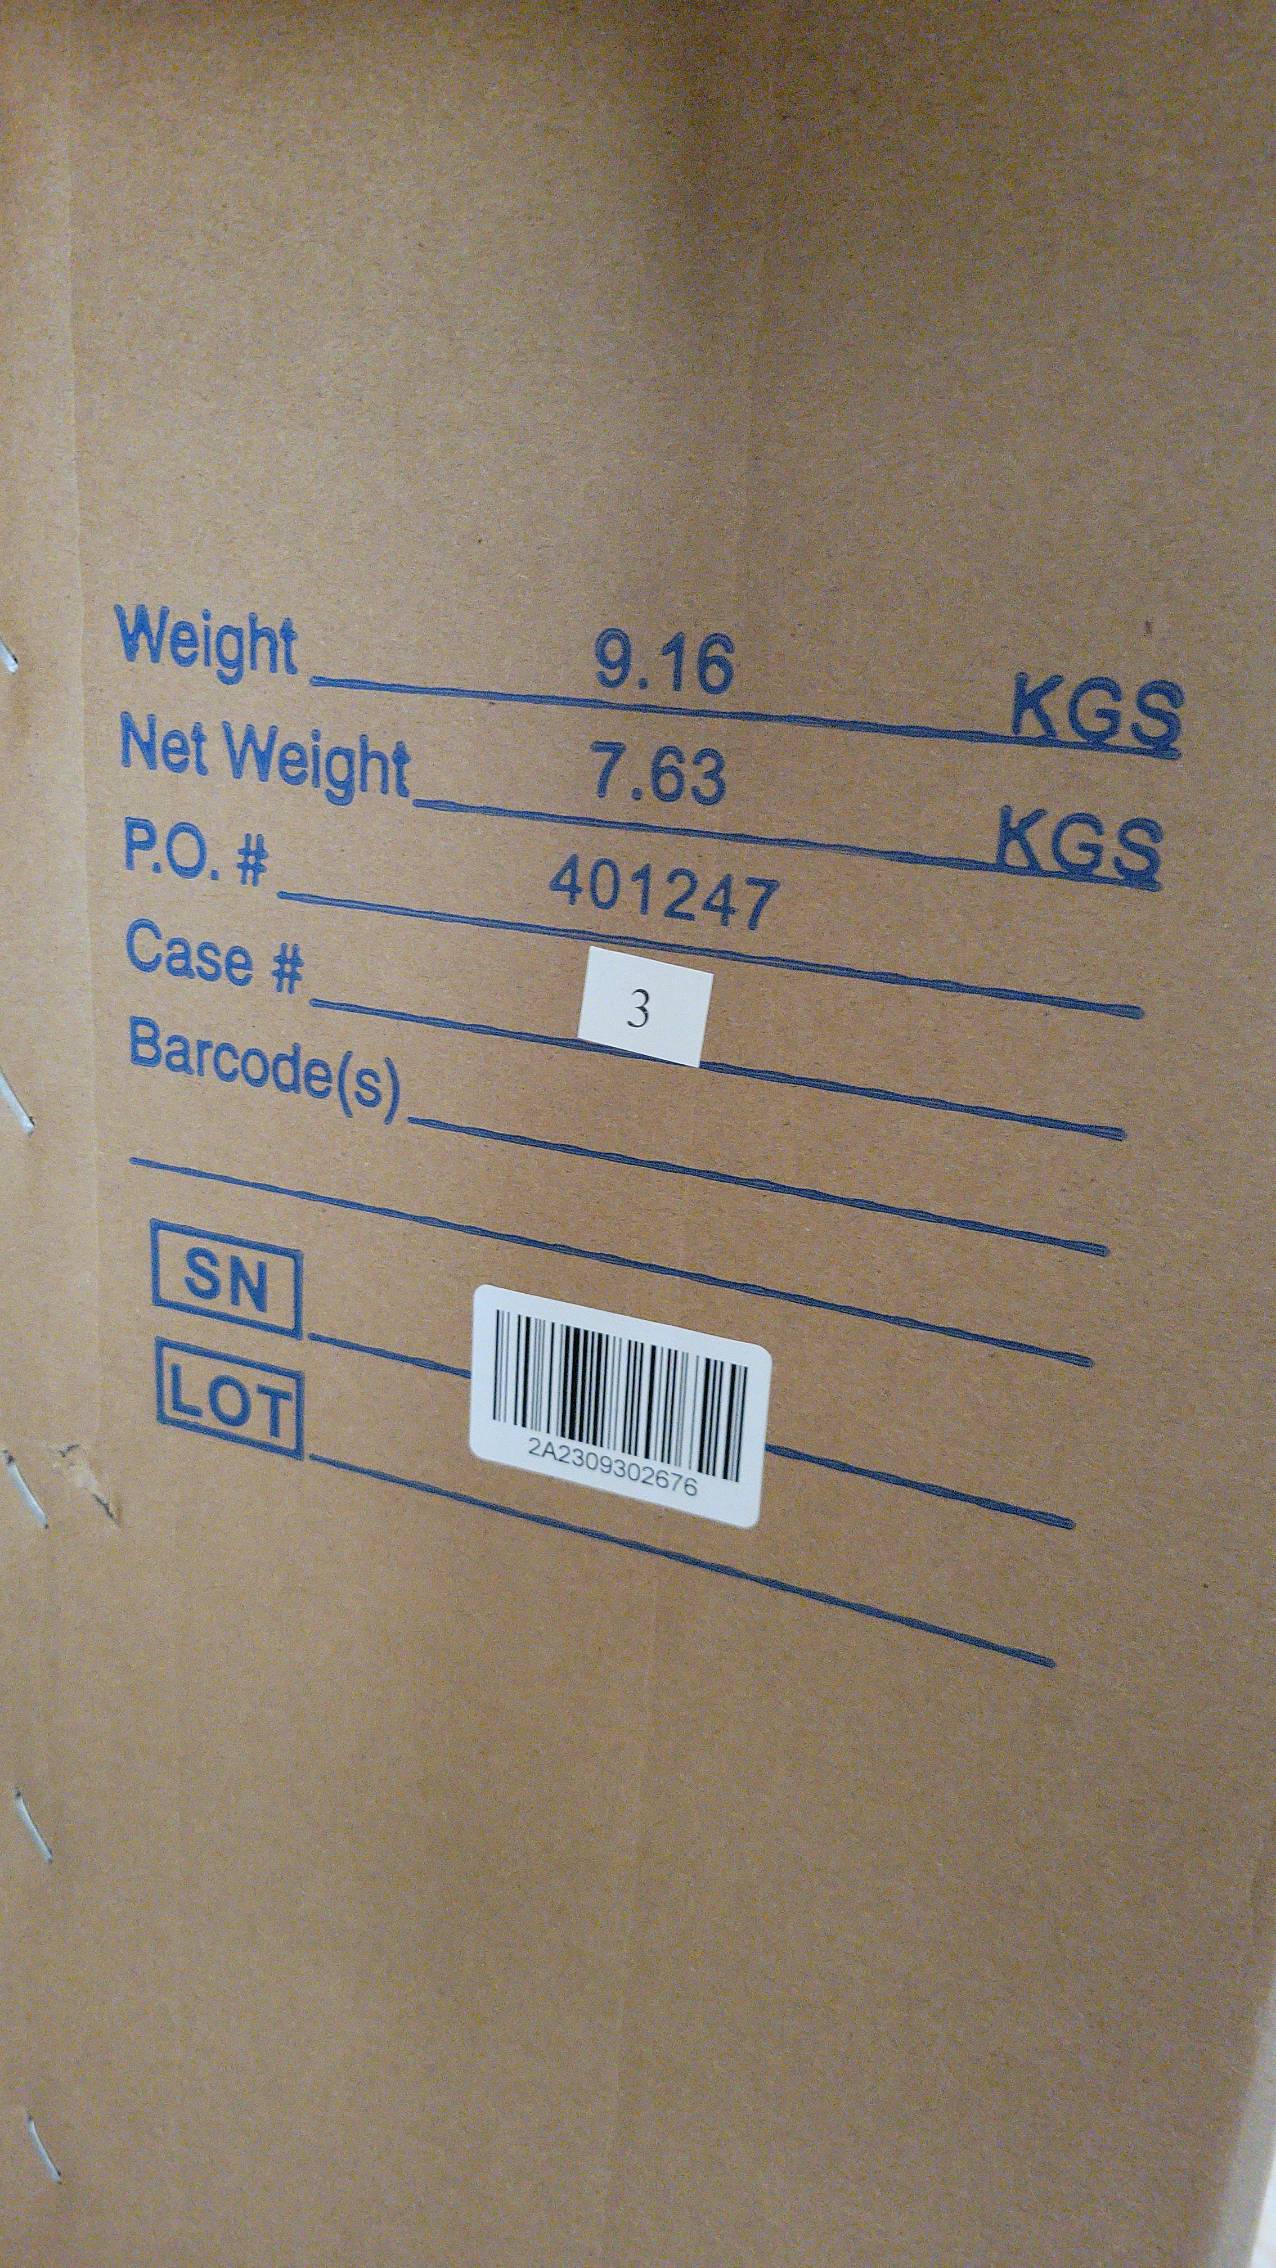 Weight 9.16 KGS
Net Weight 7.63 KGS
P.O. # 401247
Case # 3
Barcode(s)
SN
2A2309302676
LOT